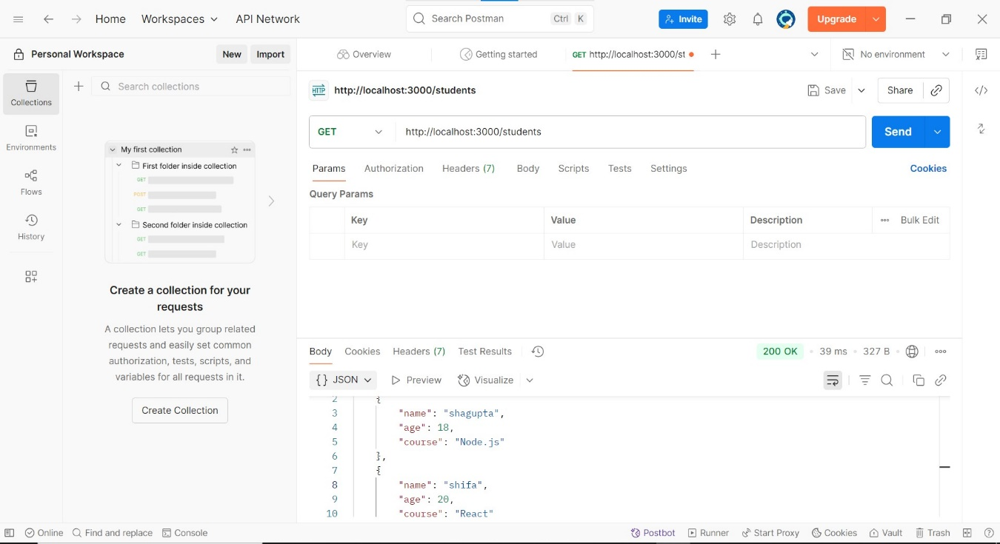 Home Workspaces API Network Search Postman Ctrl K Invite Upgrade
Personal Workspace New Import Overview Getting started GET http://localhost:3000/st No environment
Collections
Search collections
HTTP http://localhost:3000/students Save Share
Environments
GET http://localhost:3000/students Send
My first collection
First folder inside collection
GET
POST
GET
Second folder inside collection
GET
GET
Flows
History
Params Authorization Headers (7) Body Scripts Tests Settings Cookies
Query Params
Key Value Description Bulk Edit
Key Value Description
Create a collection for your
requests
A collection lets you group related
requests and easily set common
authorization, tests, scripts, and
variables for all requests in it.
Create Collection
Body Cookies Headers (7) Test Results 200 OK 39 ms 327 B
{} JSON Preview Visualize
2 {
3 "name": "shagupta",
4 "age": 18,
5 "course": "Node.js"
6 },
7 {
8 "name": "shifa",
9 "age": 20,
10 "course": "React"
Online Find and replace Console Postbot Runner Start Proxy Cookies Vault Trash